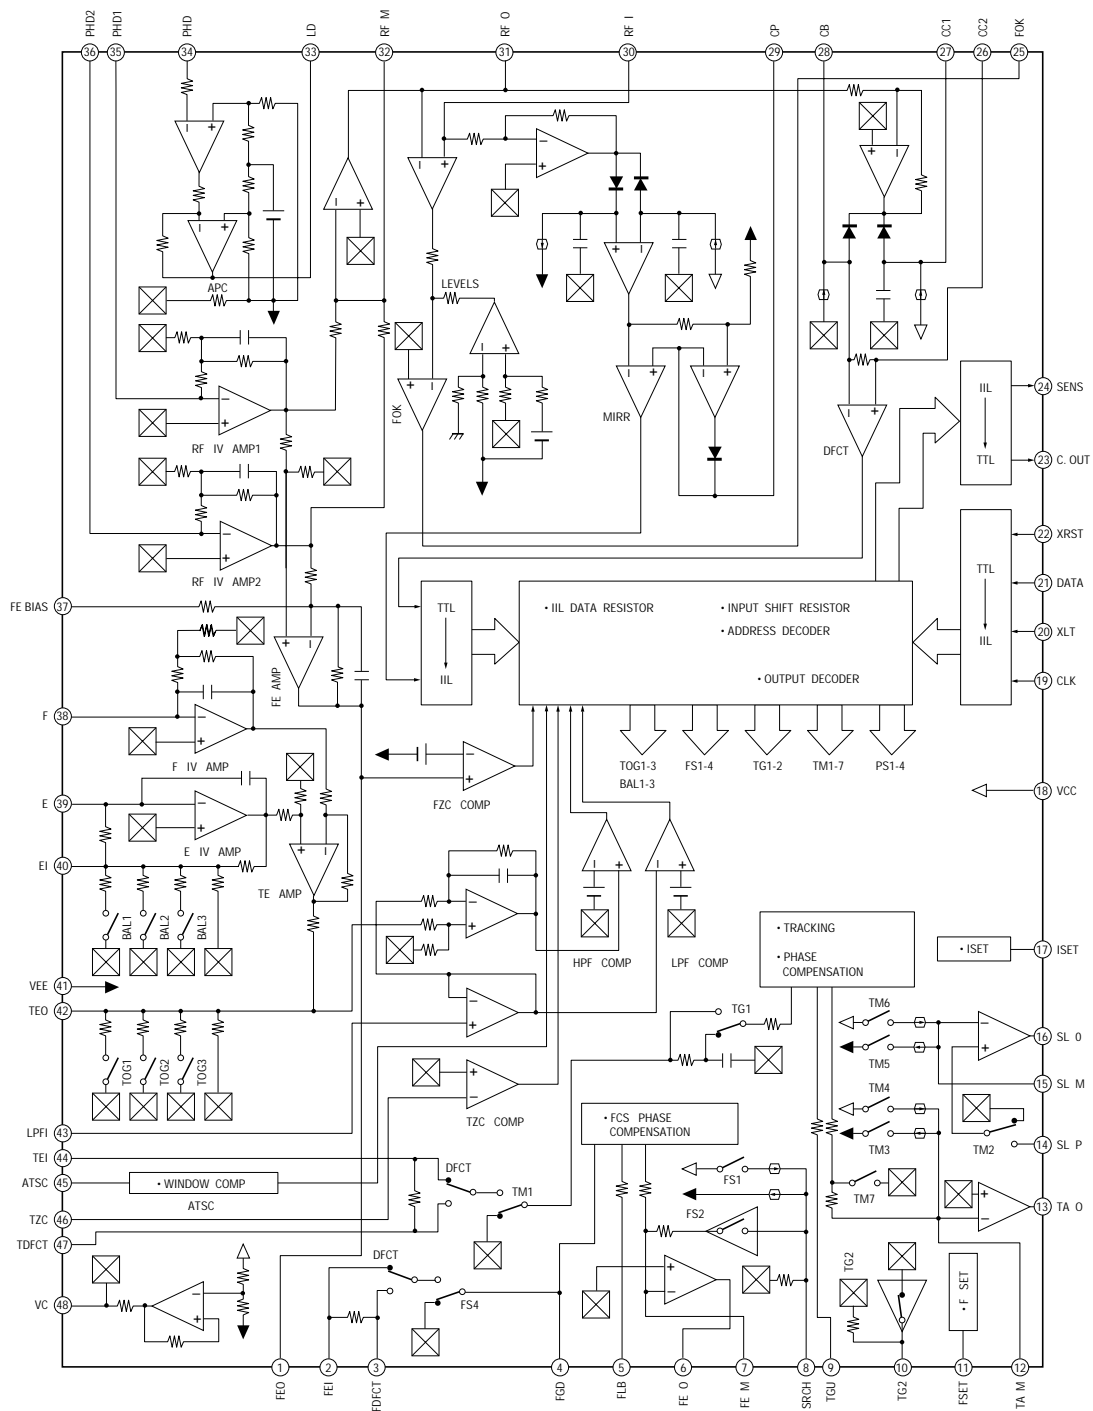 PHD2
PHD1
PHD
LD
RF M
RF O
RF I
CP
CB
CC1
CC2
FOK
36
35
34
33
32
31
30
29
28
27
26
25
APC
LEVELS
FOK
MIRR
DFCT
RF IV AMP1
RF IV AMP2
IIL
TTL
24 SENS
23 C. OUT
TTL
IIL
22 XRST
21 DATA
20 XLT
19 CLK
FE BIAS 37
TTL
IIL
• IIL DATA RESISTOR
• INPUT SHIFT RESISTOR
• ADDRESS DECODER
• OUTPUT DECODER
FE AMP
F 38
F IV AMP
TOG1-3
BAL1-3
FS1-4
TG1-2
TM1-7
PS1-4
FZC COMP
18 VCC
E 39
E IV AMP
EI 40
TE AMP
BAL1
BAL2
BAL3
HPF COMP
LPF COMP
• TRACKING
• PHASE
COMPENSATION
• ISET
17 ISET
VEE 41
TEO 42
TOG1
TOG2
TOG3
TG1
TM6
TM5
16 SL O
15 SL M
TM4
TM3
TM2
14 SL P
TZC COMP
• FCS PHASE
COMPENSATION
LPFI 43
TEI 44
ATSC 45
• WINDOW COMP
ATSC
TZC 46
TDFCT 47
DFCT
TM1
FS1
FS2
TM7
13 TA O
VC 48
DFCT
FS4
TG2
• F SET
1
2
3
4
5
6
7
8
9
10
11
12
FEO
FEI
FDFCT
FGD
FLB
FE O
FE M
SRCH
TGU
TG2
FSET
TA M